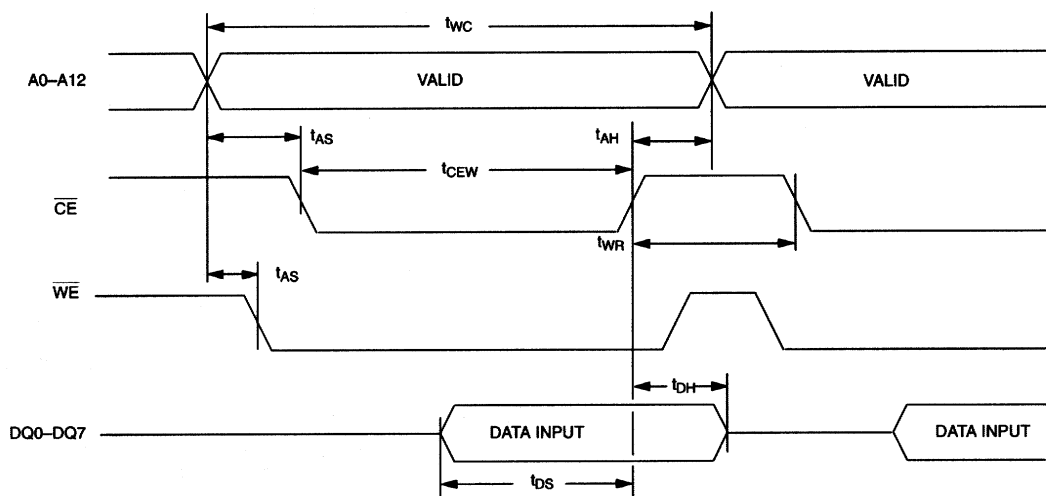 tWC
A0–A12
VALID
VALID
tAS
tAH
tCEW
CE
tWR
tAS
WE
tDH
DQ0–DQ7
DATA INPUT
DATA INPUT
tDS